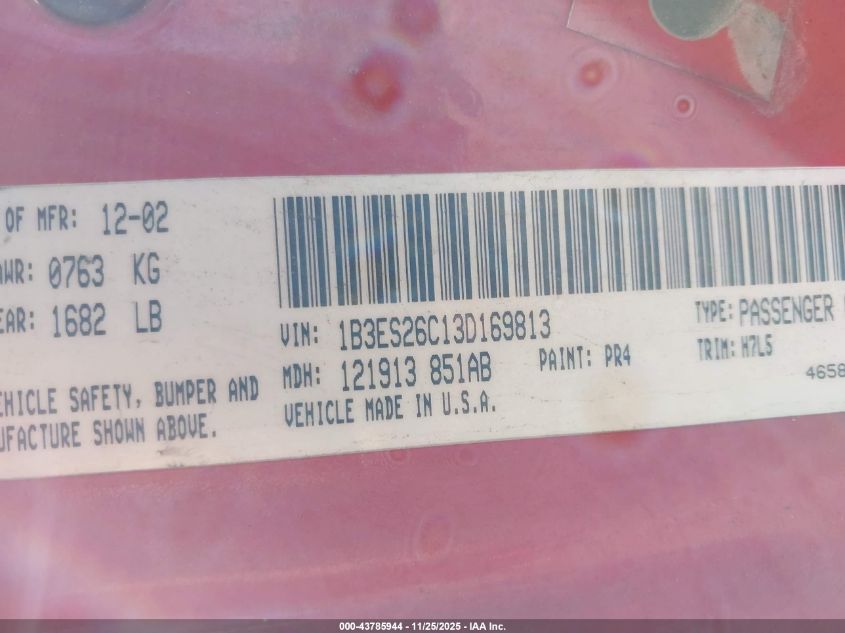 OF MFR: 12-02
AWR: 0763 KG
EAR: 1682 LB
EHICLE SAFETY, BUMPER AND
UFACTURE SHOWN ABOVE.
VIN: 1B3ES26C13D169813
MDH: 121913 851AB
VEHICLE MADE IN U.S.A.
PAINT: PR4
TYPE: PASSENGER
TRIM: H7L5
4658
000-43785944 - 11/25/2025 - IAA Inc.